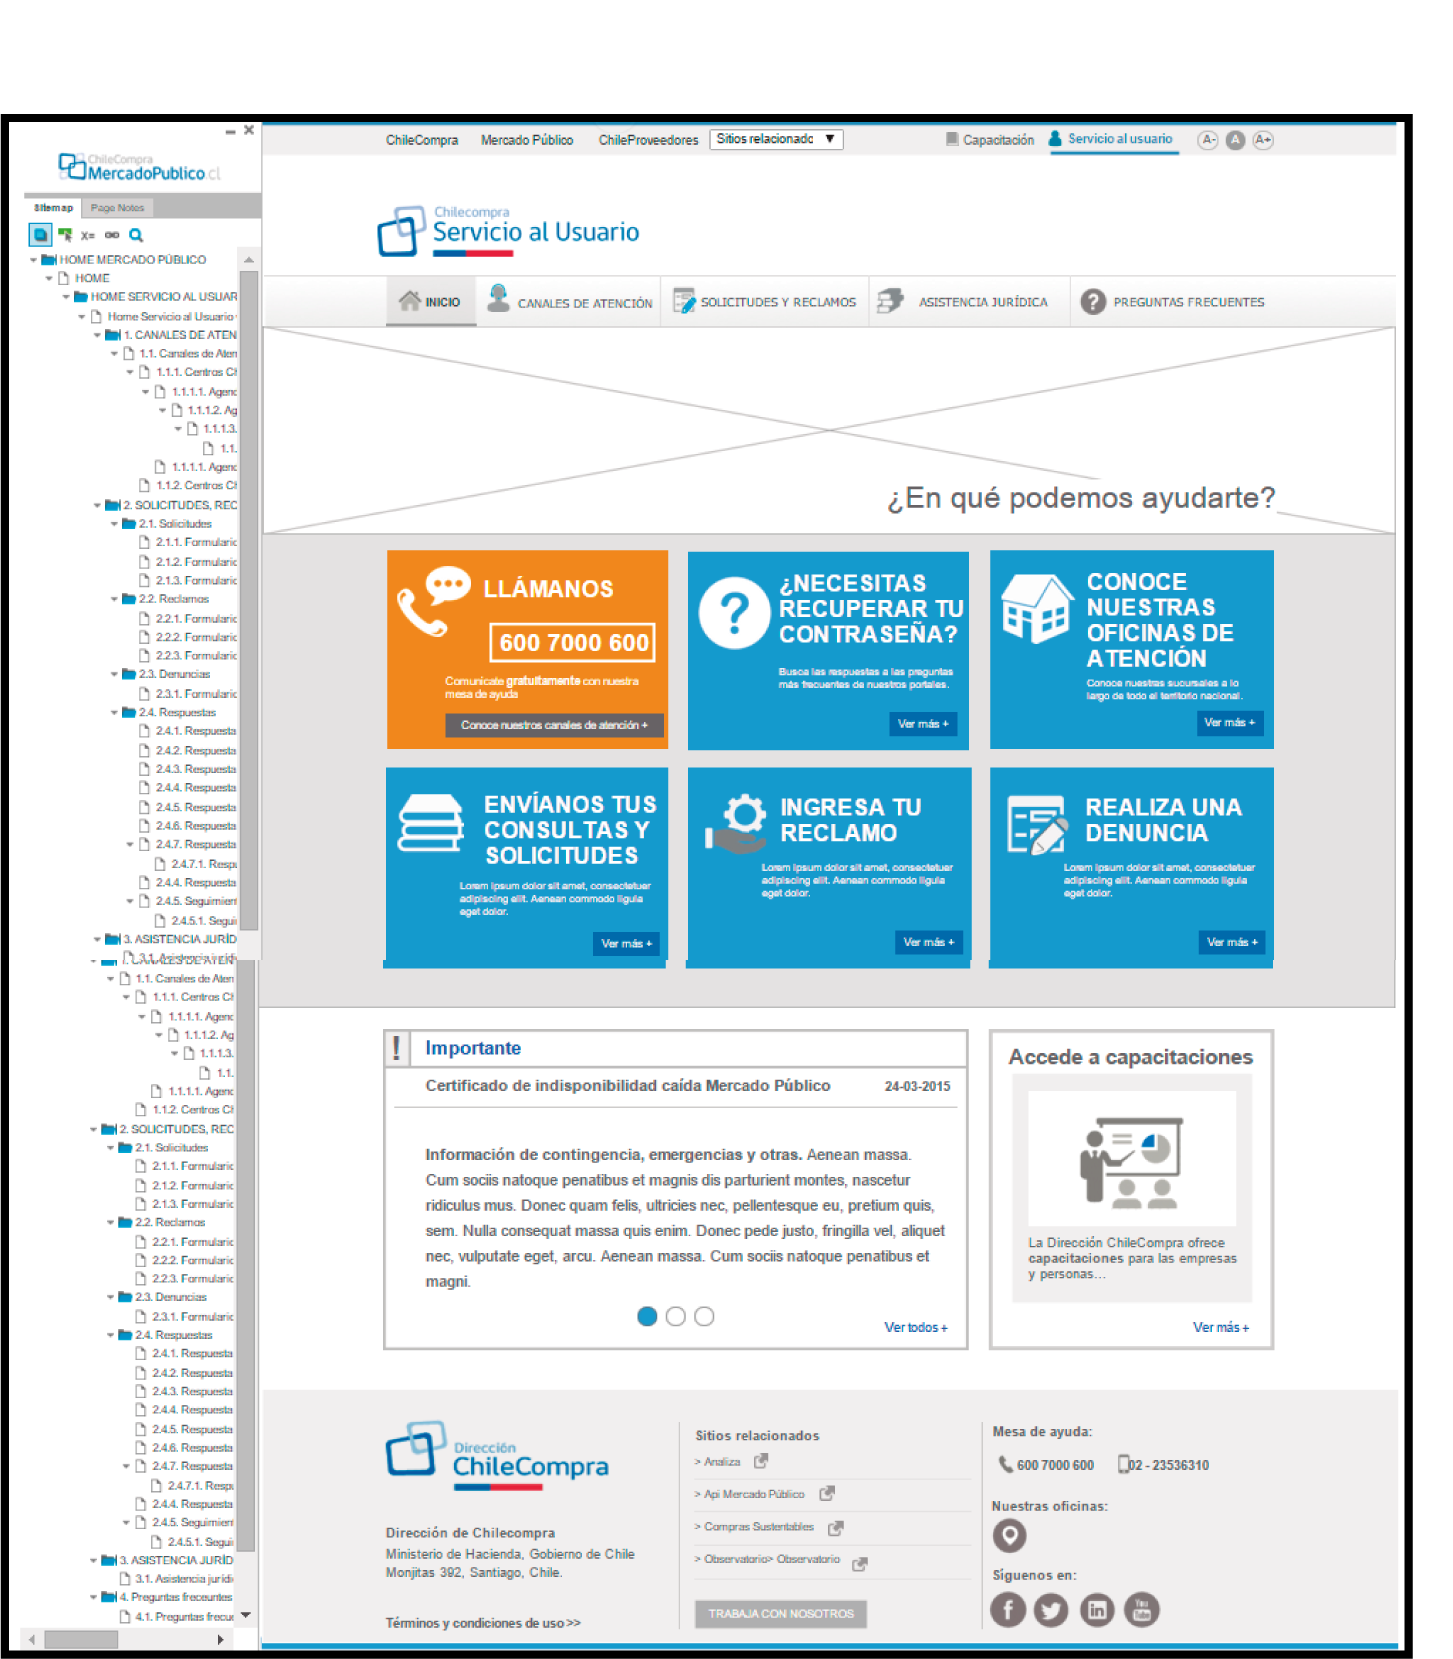 ChileCompra
MercadoPublico.cl
Sitemap
Page Notes
X=
HOME MERCADO PÚBLICO
HOME
HOME SERVICIO AL USUAR
Home Servicio al Usuario
1. CANALES DE ATEN
1.1. Canales de Aten
1.1.1. Centros Cl
1.1.1.1. Agenc
1.1.1.2. Ag
1.1.1.3.
1.1.
1.1.1.1. Agenc
1.1.2. Centros Cl
2. SOLICITUDES, REC
2.1. Solicitudes
2.1.1. Formularic
2.1.2. Formularic
2.1.3. Formularic
2.2. Reclamos
2.2.1. Formularic
2.2.2. Formularic
2.2.3. Formularic
2.3. Denuncias
2.3.1. Formularic
2.4. Respuestas
2.4.1. Respuesta
2.4.2. Respuesta
2.4.3. Respuesta
2.4.4. Respuesta
2.4.5. Respuesta
2.4.6. Respuesta
2.4.7. Respuesta
2.4.7.1. Respu
2.4.4. Respuesta
2.4.5. Seguimient
2.4.5.1. Segui
3. ASISTENCIA JURÍD
3.1. Asistencia jurídi
1. CANALES DE ATEN
1.1. Canales de Aten
1.1.1. Centros Cl
1.1.1.1. Agenc
1.1.1.2. Ag
1.1.1.3.
1.1.
1.1.1.1. Agenc
1.1.2. Centros Cl
2. SOLICITUDES, REC
2.1. Solicitudes
2.1.1. Formularic
2.1.2. Formularic
2.1.3. Formularic
2.2. Reclamos
2.2.1. Formularic
2.2.2. Formularic
2.2.3. Formularic
2.3. Denuncias
2.3.1. Formularic
2.4. Respuestas
2.4.1. Respuesta
2.4.2. Respuesta
2.4.3. Respuesta
2.4.4. Respuesta
2.4.5. Respuesta
2.4.6. Respuesta
2.4.7. Respuesta
2.4.7.1. Respu
2.4.4. Respuesta
2.4.5. Seguimient
2.4.5.1. Segui
3. ASISTENCIA JURÍD
3.1. Asistencia jurídi
4. Preguntas freceuntes
4.1. Preguntas frecue
ChileCompra Mercado Público ChileProveedores Sitios relacionado Capacitación Servicio al usuario A- A A+
Chilecompra
Servicio al Usuario
INICIO CANALES DE ATENCIÓN SOLICITUDES Y RECLAMOS ASISTENCIA JURÍDICA ? PREGUNTAS FRECUENTES
¿En qué podemos ayudarte?
LLÁMANOS
600 7000 600
Comunicate gratuitamente con nuestra
mesa de ayuda
Conoce nuestros canales de atención +
?
¿NECESITAS
RECUPERAR TU
CONTRASEÑA?
Busca las respuestas a las preguntas
más frecuentes de nuestros portales.
Ver más +
CONOCE
NUESTRAS
OFICINAS DE
ATENCIÓN
Conoce nuestras sucursales a lo
largo de todo el territorio nacional.
Ver más +
ENVÍANOS TUS
CONSULTAS Y
SOLICITUDES
Lorem ipsum dolor sit amet, consectetuer
adipiscing elit. Aenean commodo ligula
eget dolor.
Ver más +
INGRESA TU
RECLAMO
Lorem ipsum dolor sit amet, consectetuer
adipiscing elit. Aenean commodo ligula
eget dolor.
Ver más +
REALIZA UNA
DENUNCIA
Lorem ipsum dolor sit amet, consectetuer
adipiscing elit. Aenean commodo ligula
eget dolor.
Ver más +
! Importante
Certificado de indisponibilidad caída Mercado Público 24-03-2015
Información de contingencia, emergencias y otras. Aenean massa.
Cum sociis natoque penatibus et magnis dis parturient montes, nascetur
ridiculus mus. Donec quam felis, ultricies nec, pellentesque eu, pretium quis,
sem. Nulla consequat massa quis enim. Donec pede justo, fringilla vel, aliquet
nec, vulputate eget, arcu. Aenean massa. Cum sociis natoque penatibus et
magni.
Ver todos +
Accede a capacitaciones
La Dirección ChileCompra ofrece
capacitaciones para las empresas
y personas...
Ver más +
Dirección
ChileCompra
Dirección de Chilecompra
Ministerio de Hacienda, Gobierno de Chile
Monjitas 392, Santiago, Chile.
Términos y condiciones de uso >>
Sitios relacionados
> Analiza
> Api Mercado Público
> Compras Sustentables
> Observatorio> Observatorio
TRABAJA CON NOSOTROS
Mesa de ayuda:
600 7000 600 02 - 23536310
Nuestras oficinas:
Síguenos en:
f in You Tube